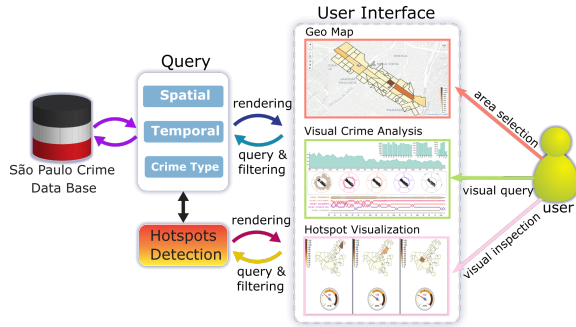 User Interface
Geo Map
Query
Spatial
Temporal
Crime Type
rendering
query &
filtering
São Paulo Crime
Data Base
Visual Crime Analysis
area selection
visual query
user
visual inspection
Hotspots
Detection
rendering
query &
filtering
Hotspot Visualization